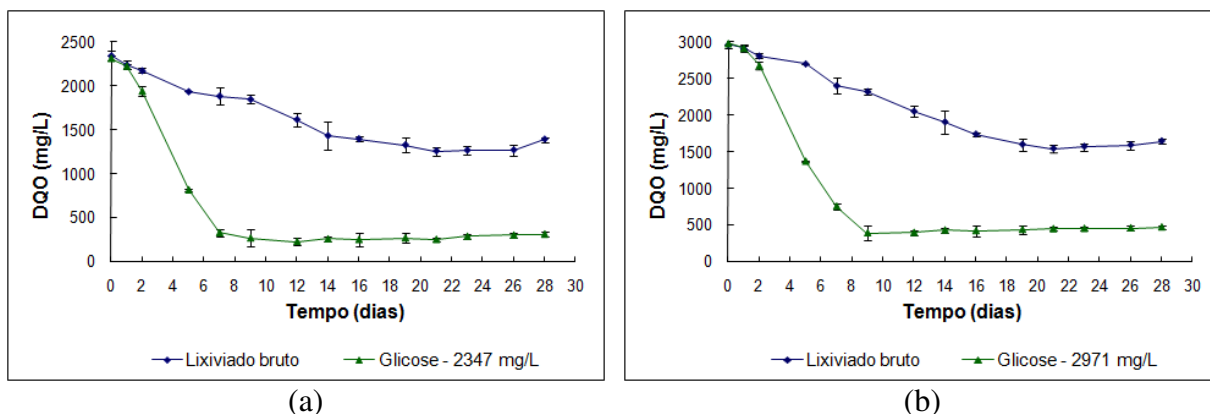 2500
2000
1500
1000
500
0
DQO (mg/L)
0 2 4 6 8 10 12 14 16 18 20 22 24 26 28 30
Tempo (dias)
Lixiviado bruto Glicose - 2347 mg/L
(a)
3000
2500
2000
1500
1000
500
0
DQO (mg/L)
0 2 4 6 8 10 12 14 16 18 20 22 24 26 28 30
Tempo (dias)
Lixiviado bruto Glicose - 2971 mg/L
(b)